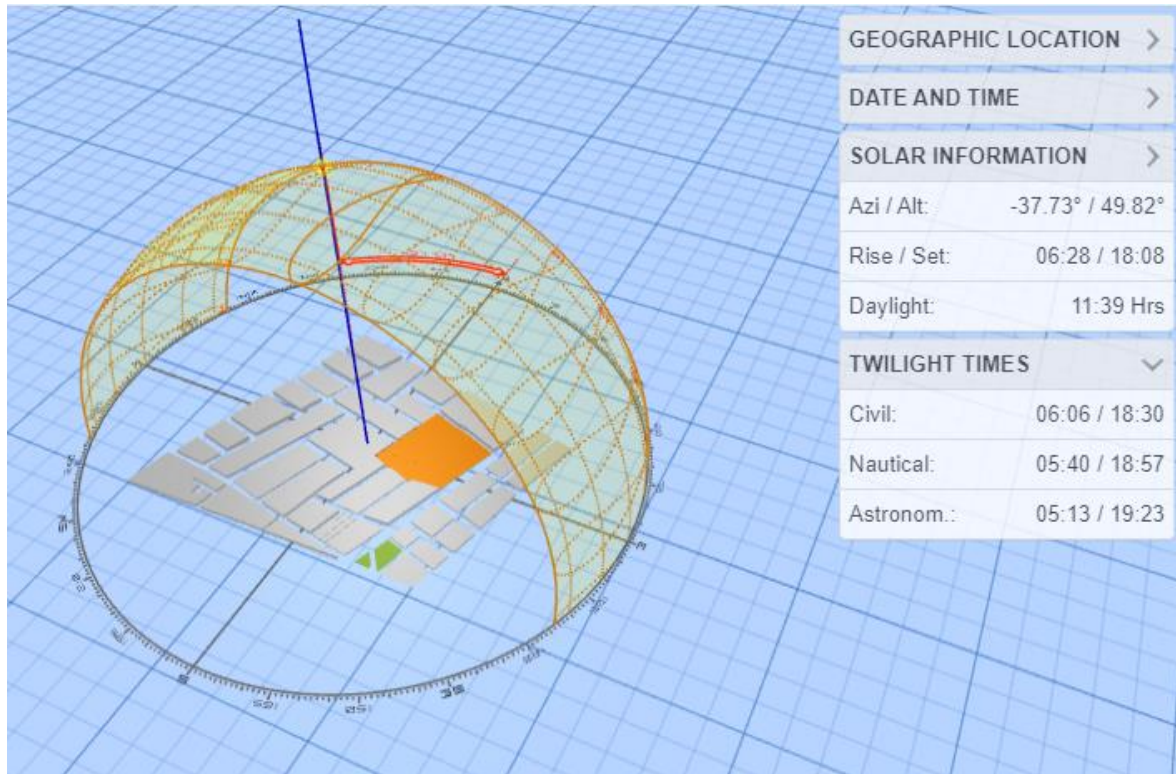 GEOGRAPHIC LOCATION
DATE AND TIME
SOLAR INFORMATION
Azi / Alt: -37.73° / 49.82°
Rise / Set: 06:28 / 18:08
Daylight: 11:39 Hrs
TWILIGHT TIMES
Civil: 06:06 / 18:30
Nautical: 05:40 / 18:57
Astronom.: 05:13 / 19:23